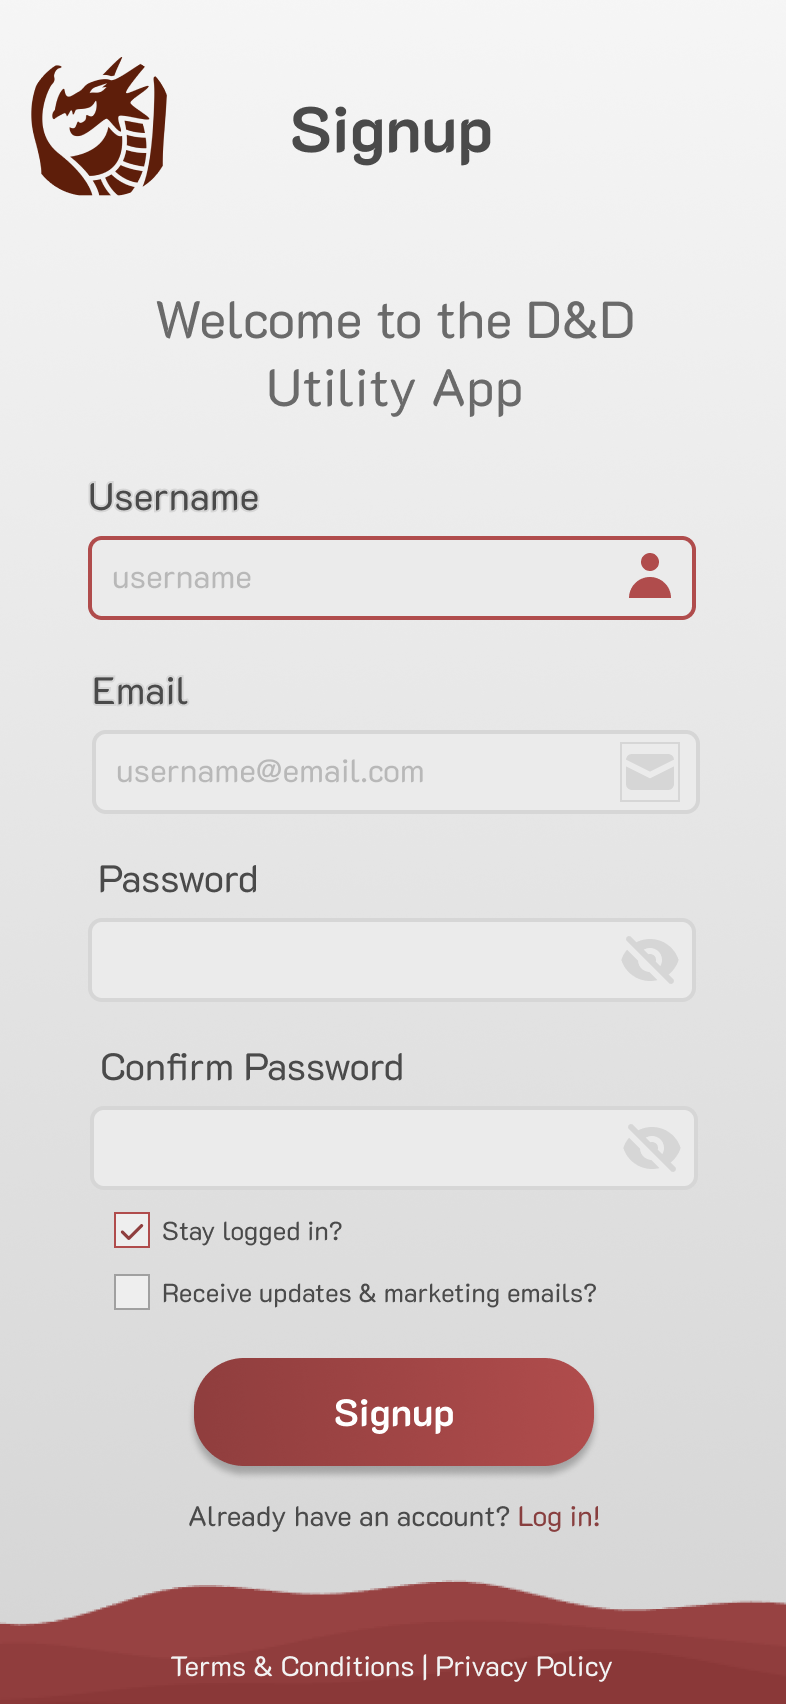 Signup
Welcome to the D&D
Utility App
Username
username
Email
username@email.com
Password
Confirm Password
Stay logged in?
Receive updates & marketing emails?
Signup
Already have an account? Log in!
Terms & Conditions | Privacy Policy